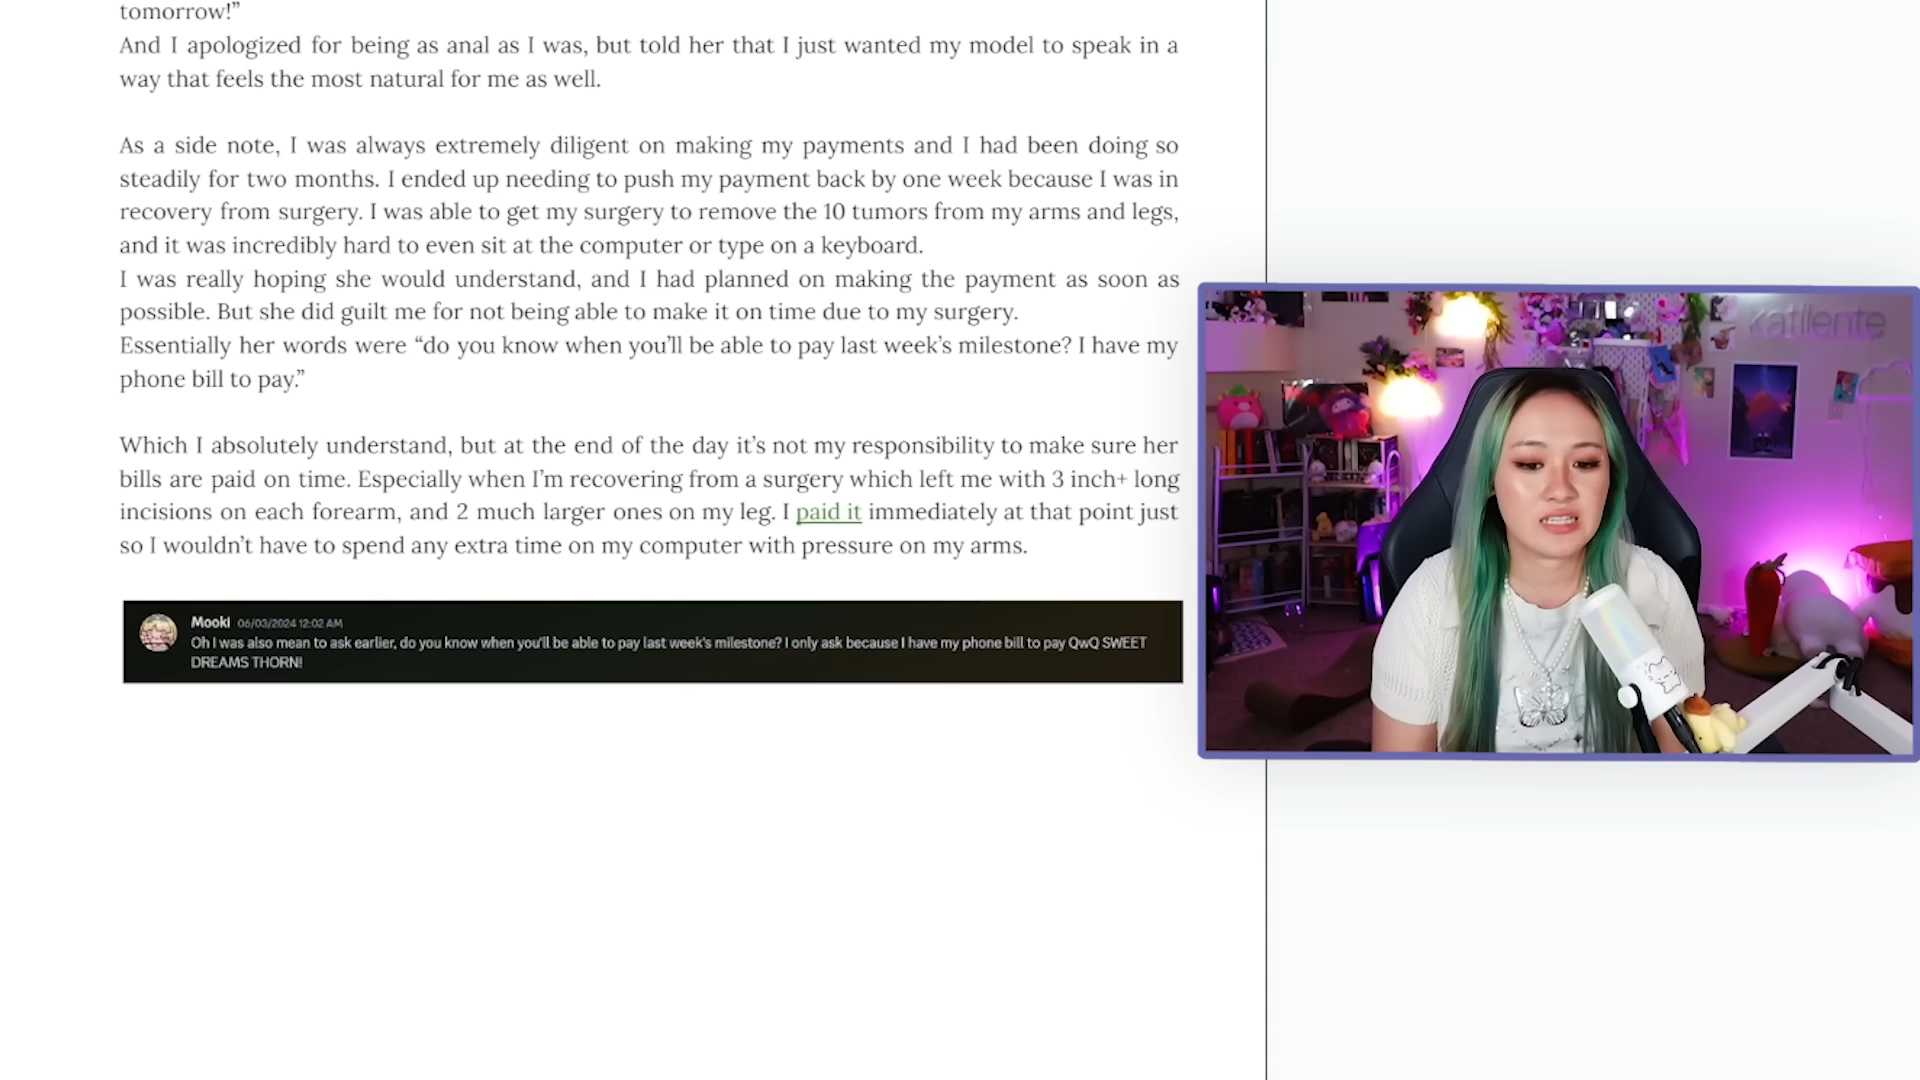 tomorrow!”
And I apologized for being as anal as I was, but told her that I just wanted my model to speak in a
way that feels the most natural for me as well.
As a side note, I was always extremely diligent on making my payments and I had been doing so
steadily for two months. I ended up needing to push my payment back by one week because I was in
recovery from surgery. I was able to get my surgery to remove the 10 tumors from my arms and legs,
and it was incredibly hard to even sit at the computer or type on a keyboard.
I was really hoping she would understand, and I had planned on making the payment as soon as
possible. But she did guilt me for not being able to make it on time due to my surgery.
Essentially her words were “do you know when you’ll be able to pay last week’s milestone? I have my
phone bill to pay.”
Which I absolutely understand, but at the end of the day it’s not my responsibility to make sure her
bills are paid on time. Especially when I’m recovering from a surgery which left me with 3 inch+ long
incisions on each forearm, and 2 much larger ones on my leg. I paid it immediately at that point just
so I wouldn’t have to spend any extra time on my computer with pressure on my arms.
Mooki 06/03/2024 12:02 AM
Oh I was also mean to ask earlier, do you know when you'll be able to pay last week's milestone? I only ask because I have my phone bill to pay QwQ SWEET
DREAMS THORN!
katliente